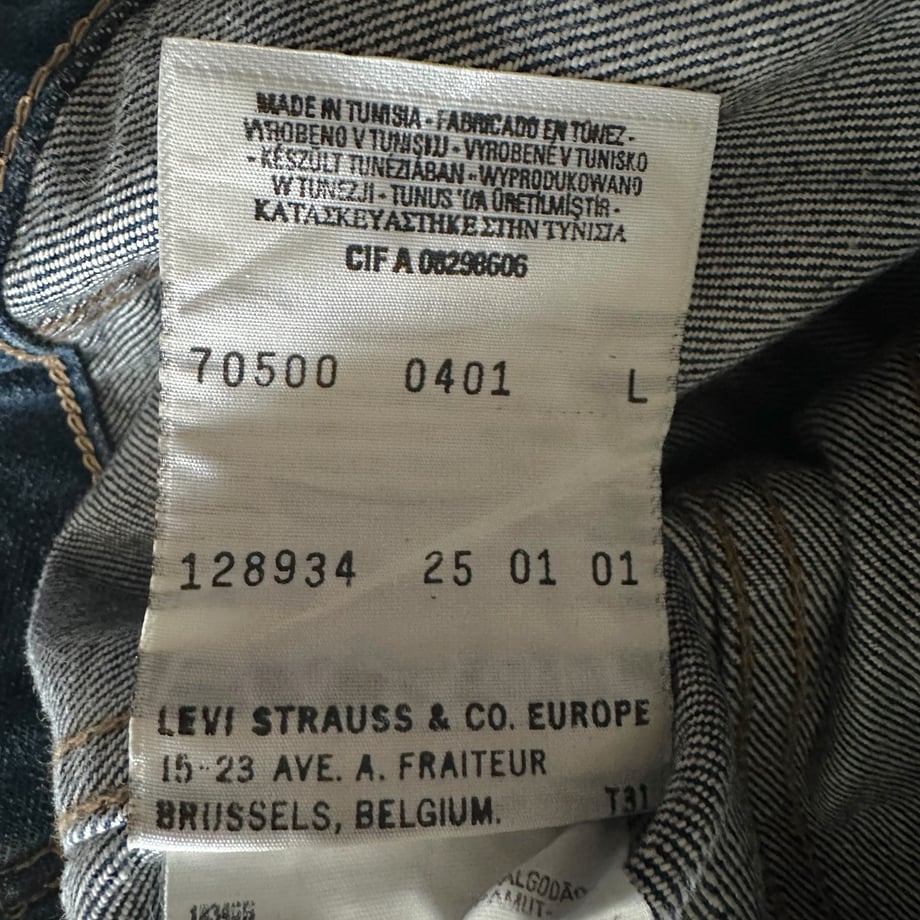 MADE IN TUNISIA - FABRICADO EN TÚNEZ -
VYROBENO V TUNISU - VYROBENÉ V TUNISKO
- KÉSZÜLT TUNÉZIÁBAN - WYPRODUKOWANO
W TUNEZJI - TUNUS 'DA ÜRETİLMİŞTİR -
ΚΑΤΑΣΚΕΥΑΣΤΗΚΕ ΣΤΗΝ ΤΥΝΙΣΙΑ
CIF A 08298606
70500 0401 L
128934 25 01 01
LEVI STRAUSS & CO. EUROPE
15-23 AVE. A. FRAITEUR
BRUSSELS, BELGIUM. T31
ALGODÃO